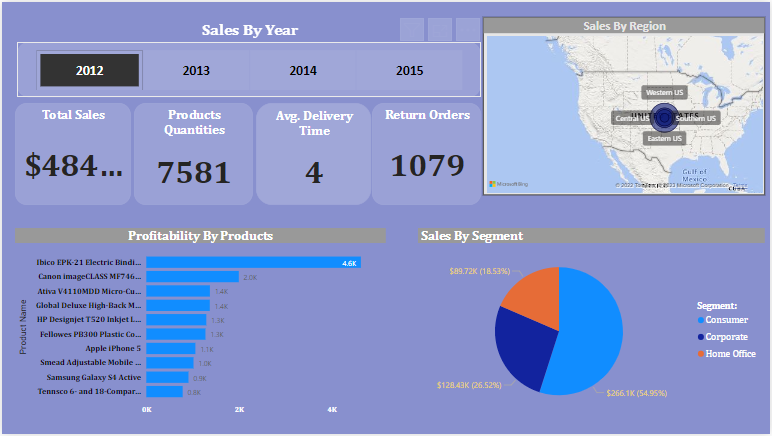 Sales By Year
2012
2013
2014
2015
Total Sales
$484...
Products
Quantities
7581
Avg. Delivery
Time
4
Return Orders
1079
Sales By Region
Western US
Central US
Southern US
Eastern US
Gulf of
Mexico
Microsoft Bing
Microsoft Corporation
Terms
Profitability By Products
Product Name
Ibico EPK-21 Electric Bindi... 4.6K
Canon imageCLASS MF746... 2.0K
Ativa V4110MDD Micro-Cu... 1.4K
Global Deluxe High-Back M... 1.4K
HP Designjet T520 Inkjet L... 1.3K
Fellowes PB300 Plastic Co... 1.3K
Apple iPhone 5 1.1K
Smead Adjustable Mobile ... 1.0K
Samsung Galaxy S4 Active 0.9K
Tennsco 6- and 18-Compar... 0.8K
0K 2K 4K
Sales By Segment
$89.72K (18.53%)
$128.43K (26.52%)
$266.1K (54.95%)
Segment:
Consumer
Corporate
Home Office